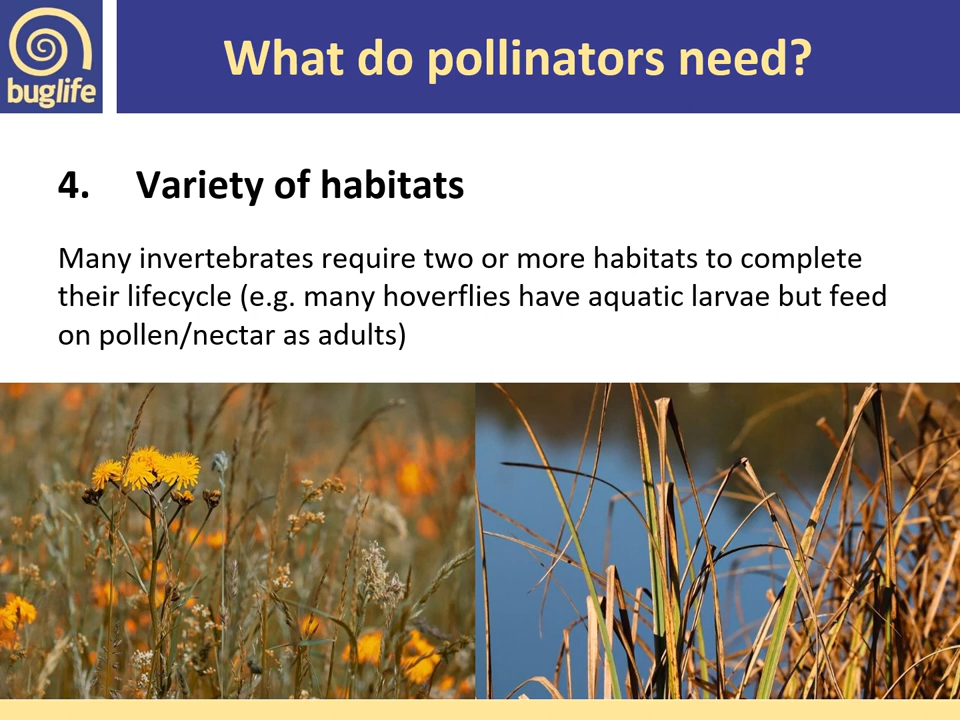 buglife
What do pollinators need?
4. Variety of habitats
Many invertebrates require two or more habitats to complete
their lifecycle (e.g. many hoverflies have aquatic larvae but feed
on pollen/nectar as adults)